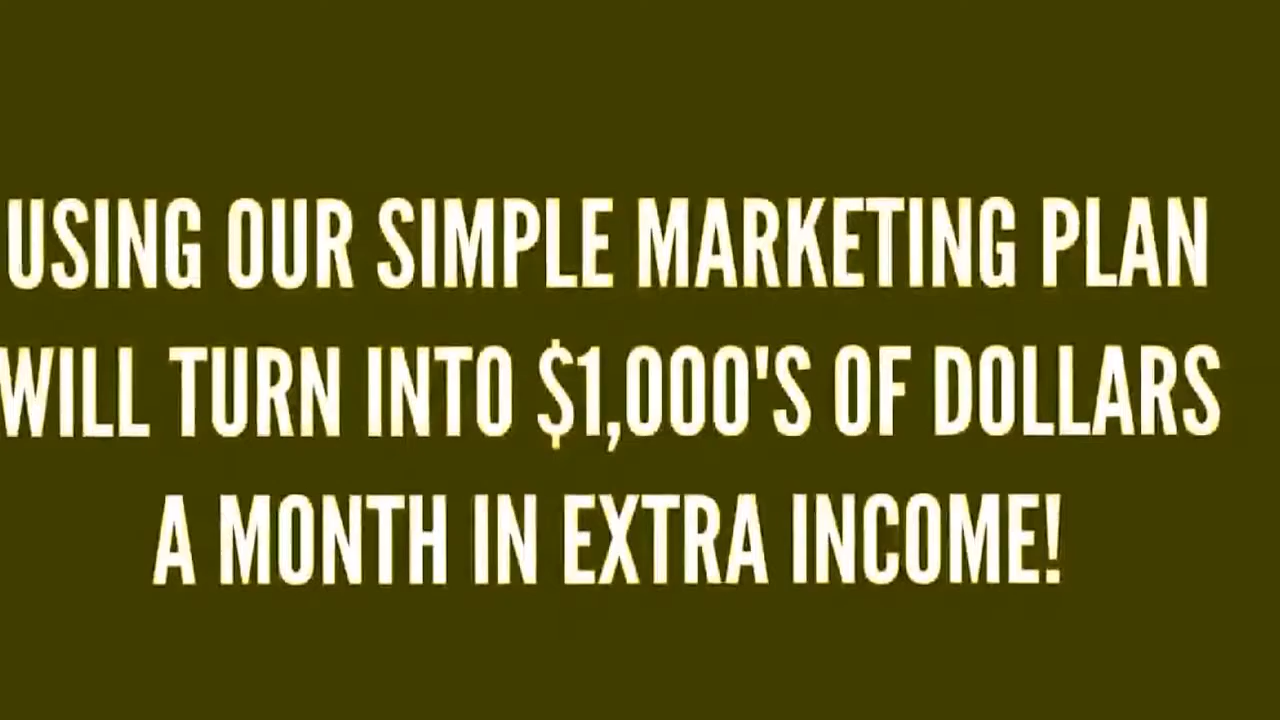 USING OUR SIMPLE MARKETING PLAN
WILL TURN INTO $1,000'S OF DOLLARS
A MONTH IN EXTRA INCOME!